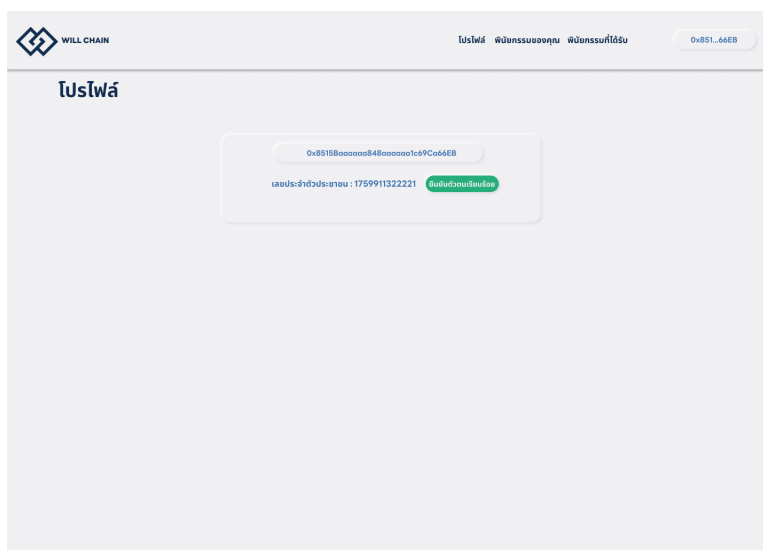 WILL CHAIN
โปรไฟล์ พินัยกรรมของคุณ พินัยกรรมที่ได้รับ
0x851...66EB
โปรไฟล์
0x8515Baaaaaa848aaaaaa1c69Ca66EB
เลขประจำตัวประชาชน : 1759911322221 ยืนยันตัวตนเรียบร้อย